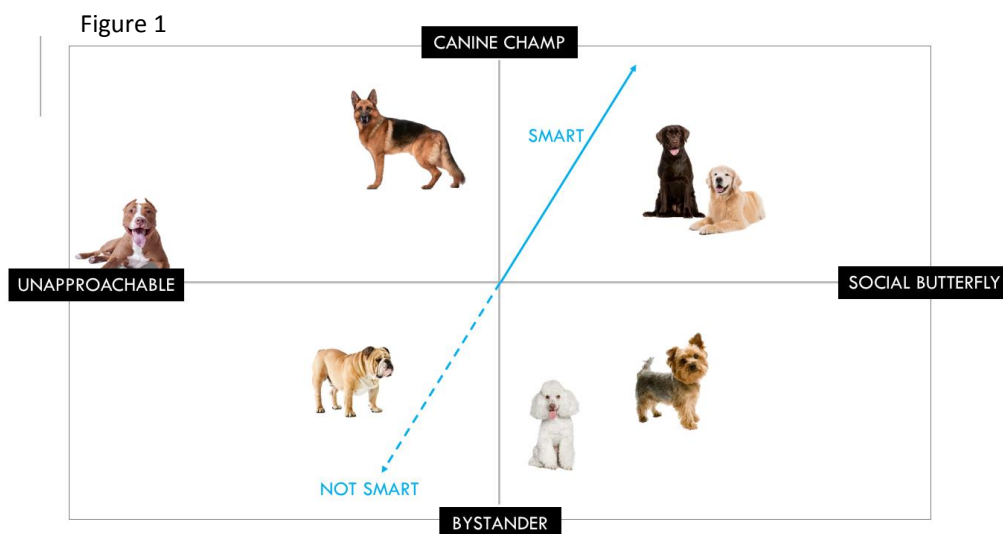 Figure 1
CANINE CHAMP
SMART
UNAPPROACHABLE
SOCIAL BUTTERFLY
NOT SMART
BYSTANDER